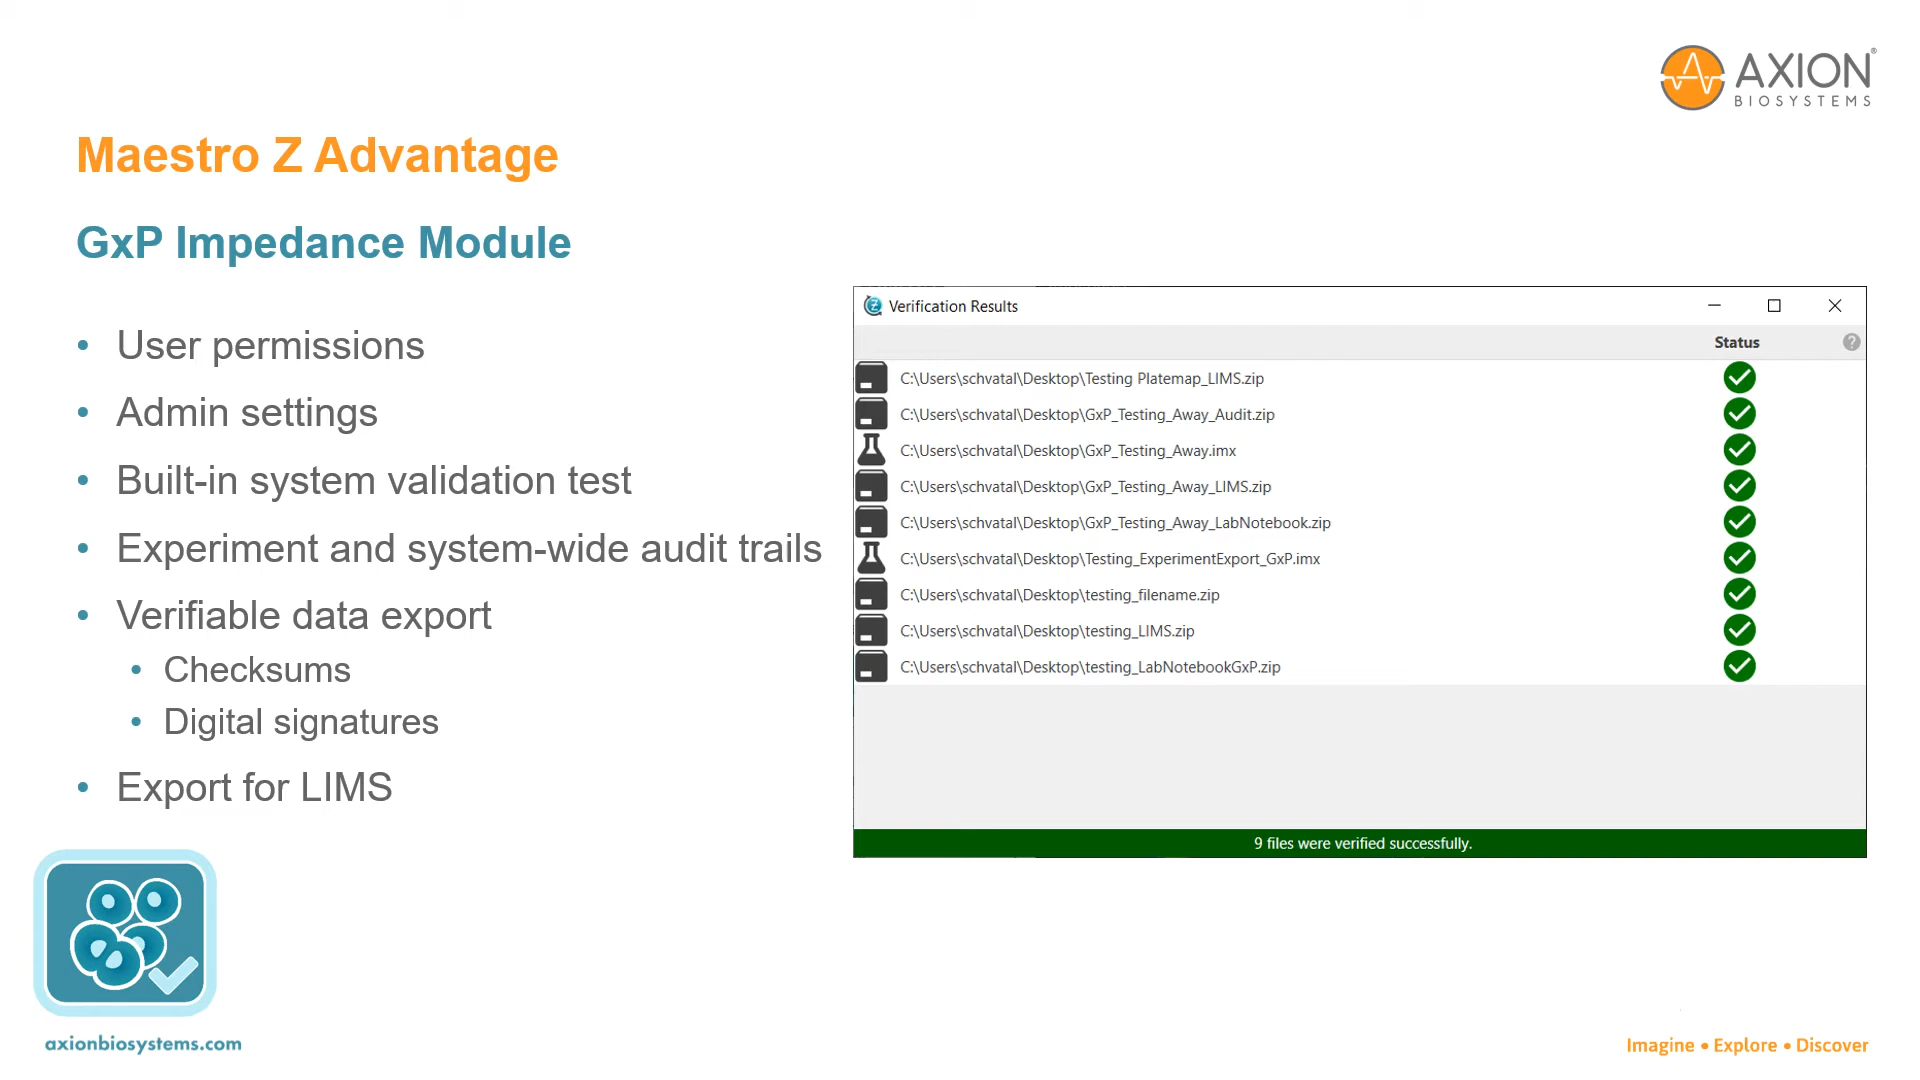 AXION®
BIOSYSTEMS
Maestro Z Advantage
GxP Impedance Module
• User permissions
• Admin settings
• Built-in system validation test
• Experiment and system-wide audit trails
• Verifiable data export
• Checksums
• Digital signatures
• Export for LIMS
Verification Results
Status ?
C:\Users\schvatal\Desktop\Testing Platemap_LIMS.zip
C:\Users\schvatal\Desktop\GxP_Testing_Away_Audit.zip
C:\Users\schvatal\Desktop\GxP_Testing_Away.imx
C:\Users\schvatal\Desktop\GxP_Testing_Away_LIMS.zip
C:\Users\schvatal\Desktop\GxP_Testing_Away_LabNotebook.zip
C:\Users\schvatal\Desktop\Testing_ExperimentExport_GxP.imx
C:\Users\schvatal\Desktop\testing_filename.zip
C:\Users\schvatal\Desktop\testing_LIMS.zip
C:\Users\schvatal\Desktop\testing_LabNotebookGxP.zip
9 files were verified successfully.
axionbiosystems.com
Imagine • Explore • Discover